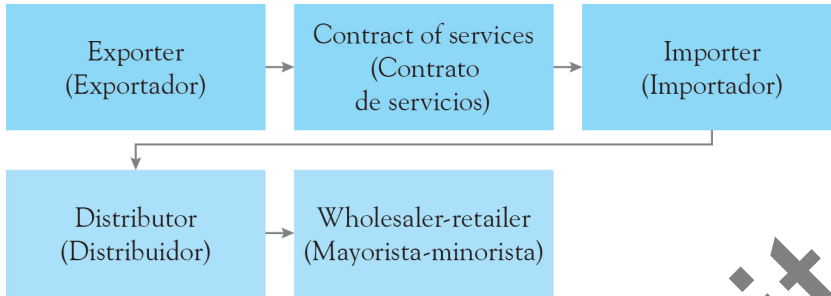 Exporter
(Exportador)
Contract of services
(Contrato
de servicios)
Importer
(Importador)
Distributor
(Distribuidor)
Wholesaler-retailer
(Mayorista-minorista)